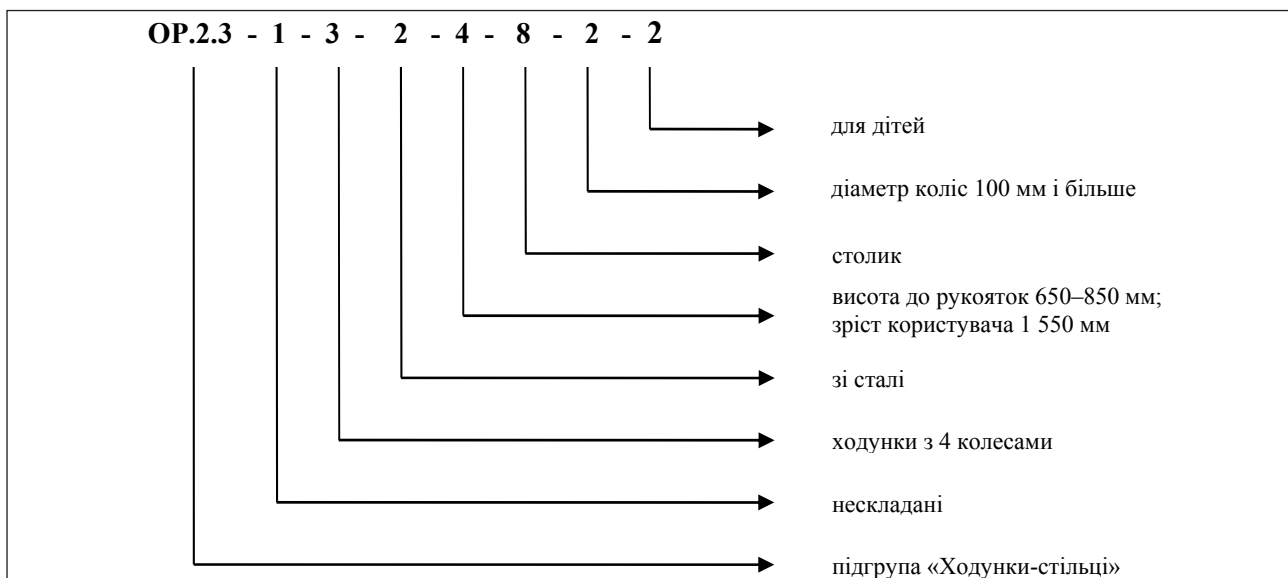 ОР.2.3 - 1 - 3 - 2 - 4 - 8 - 2 - 2
для дітей
діаметр коліс 100 мм і більше
столик
висота до рукояток 650–850 мм;
зріст користувача 1 550 мм
зі сталі
ходунки з 4 колесами
нескладані
підгрупа «Ходунки-стільці»